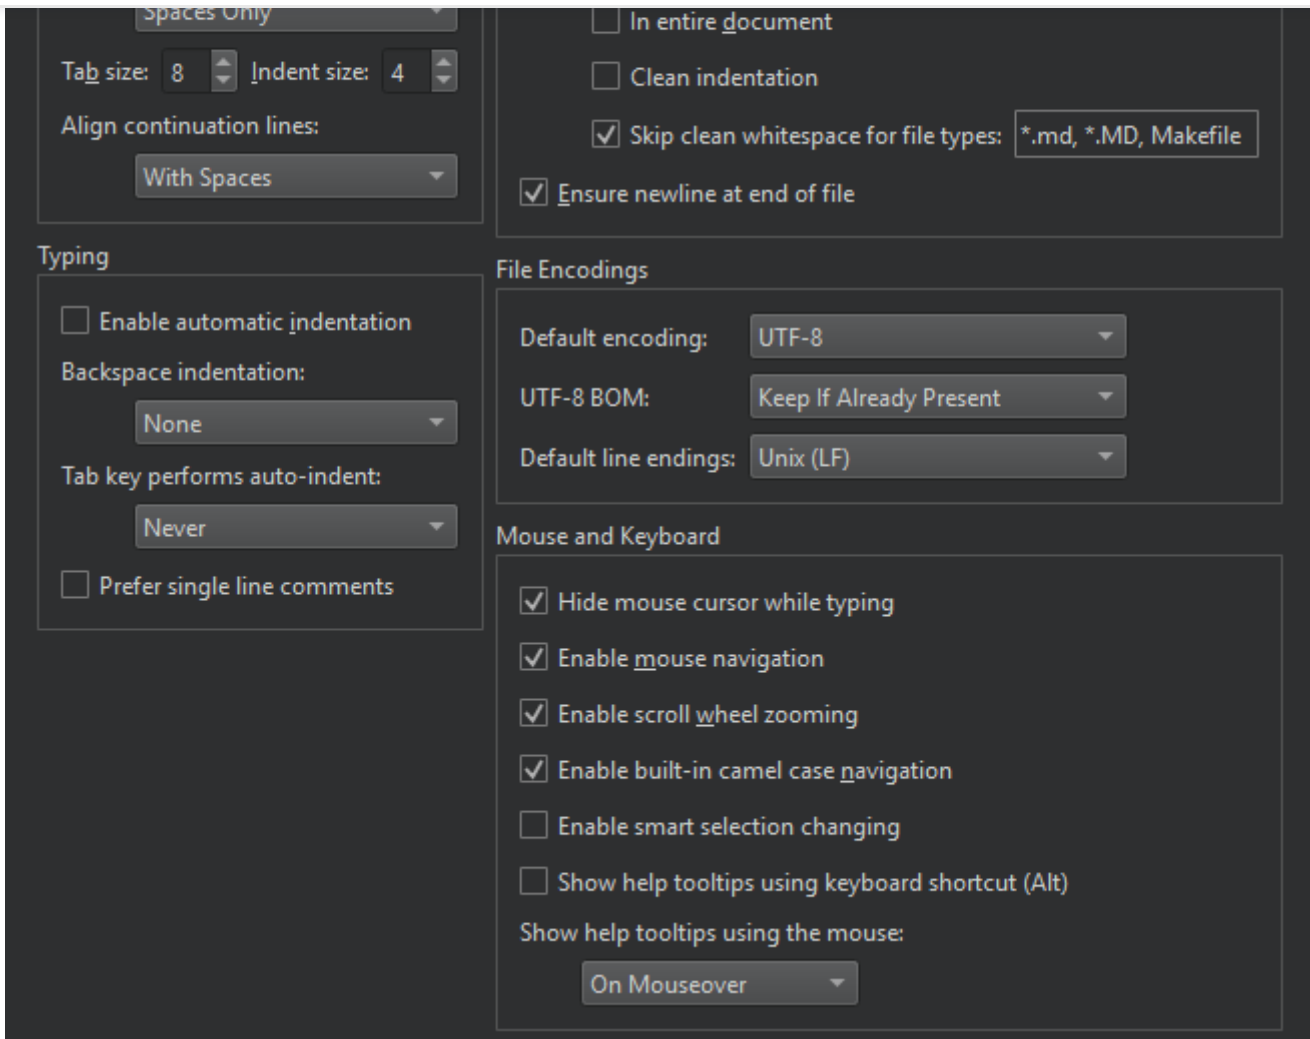 Spaces Only
Tab size: 8 Indent size: 4
Align continuation lines:
With Spaces
Typing
Enable automatic indentation
Backspace indentation:
None
Tab key performs auto-indent:
Never
Prefer single line comments
In entire document
Clean indentation
Skip clean whitespace for file types: *.md, *.MD, Makefile
Ensure newline at end of file
File Encodings
Default encoding: UTF-8
UTF-8 BOM: Keep If Already Present
Default line endings: Unix (LF)
Mouse and Keyboard
Hide mouse cursor while typing
Enable mouse navigation
Enable scroll wheel zooming
Enable built-in camel case navigation
Enable smart selection changing
Show help tooltips using keyboard shortcut (Alt)
Show help tooltips using the mouse:
On Mouseover